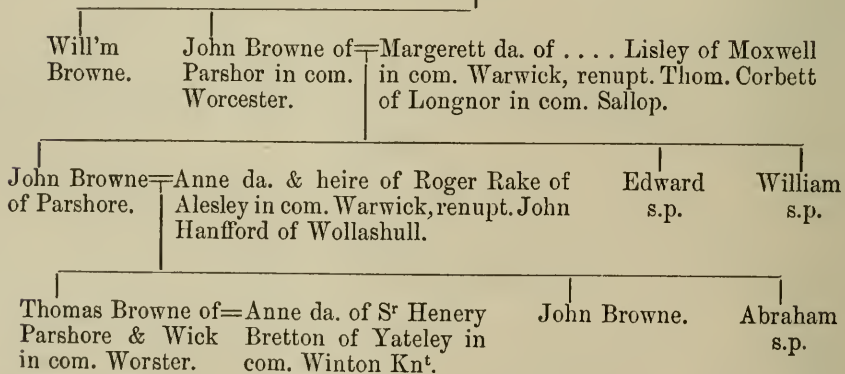 Will'm
Browne.
John Browne of
Parshor in com.
Worcester.
Margerett da. of .... Lisley of Moxwell
in com. Warwick, renupt. Thom. Corbett
of Longnor in com. Sallop.
John Browne
of Parshore.
Anne da. & heire of Roger Rake of
Alesley in com. Warwick, renupt. John
Hanfford of Wollashull.
Edward
s.p.
William
s.p.
Thomas Browne of
Parshore & Wick
in com. Worster.
Anne da. of Sʳ Henery
Bretton of Yateley in
com. Winton Knᵗ.
John Browne.
Abraham
s.p.